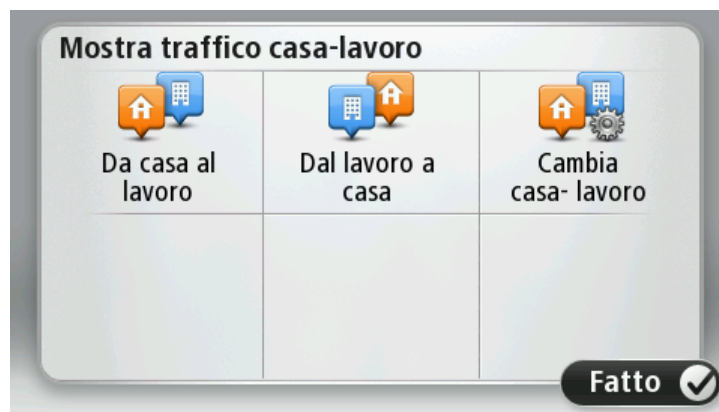 Mostra traffico casa-lavoro
Da casa al
lavoro
Dal lavoro a
casa
Cambia
casa- lavoro
Fatto